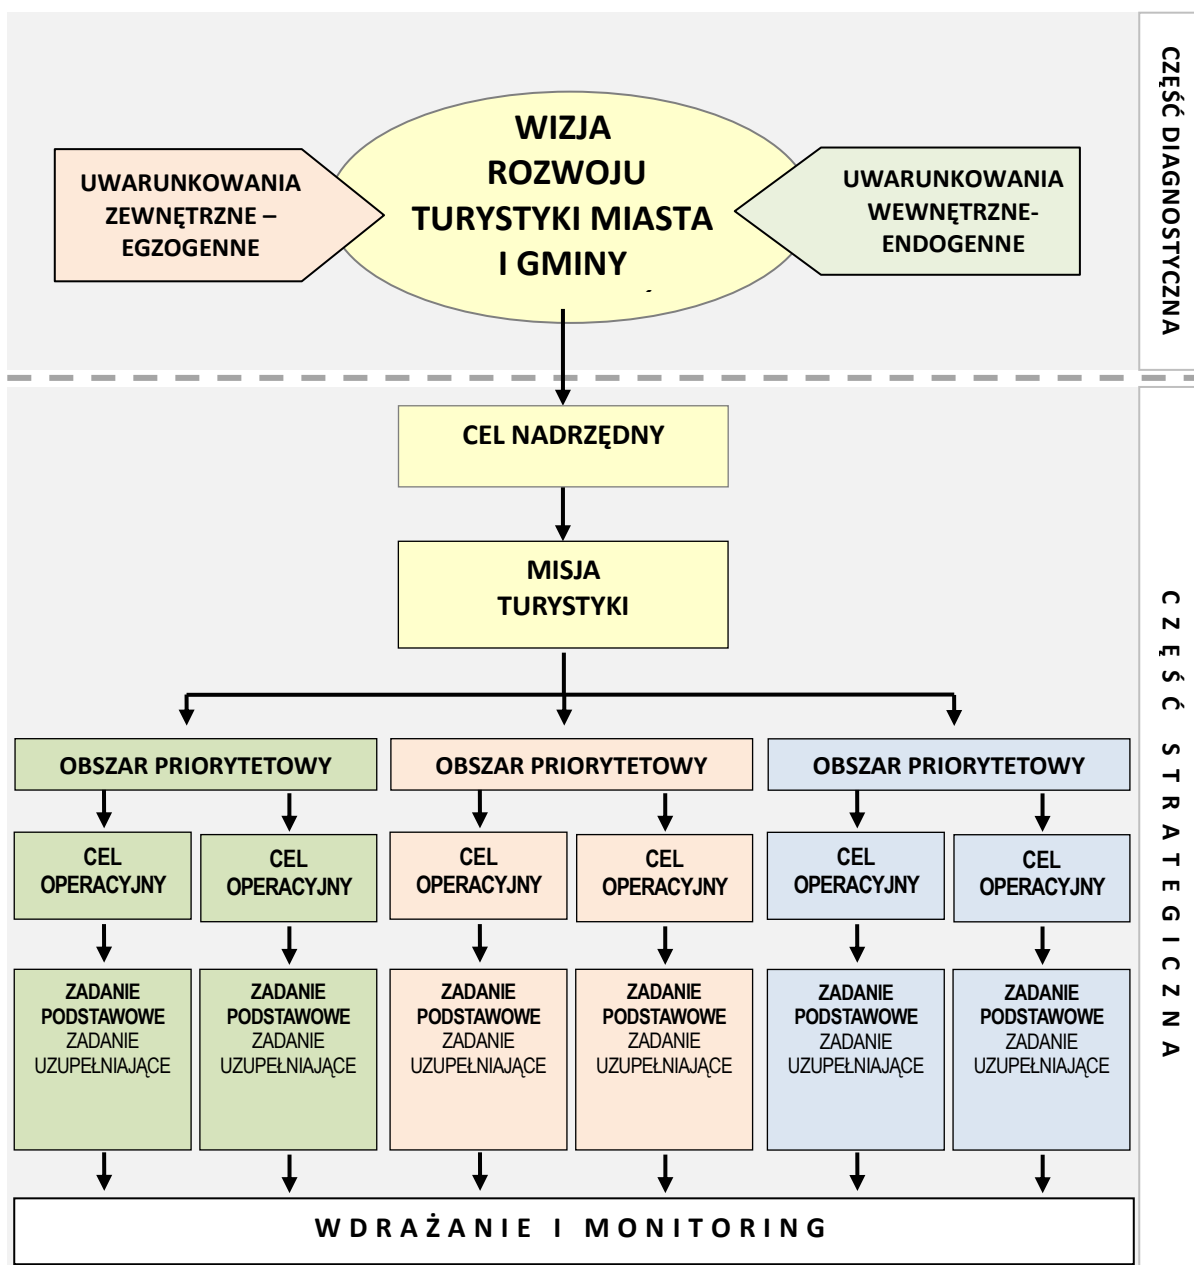 CZĘŚĆ DIAGNOSTYCZNA
WIZJA
ROZWOJU
TURYSTYKI MIASTA
I GMINY
UWARUNKOWANIA
ZEWNĘTRZNE –
EGZOGENNE
UWARUNKOWANIA
WEWNĘTRZNE-
ENDOGENNE
CZĘŚĆ STRATEGICZNA
CEL NADRZĘDNY
MISJA
TURYSTYKI
OBSZAR PRIORYTETOWY
OBSZAR PRIORYTETOWY
OBSZAR PRIORYTETOWY
CEL
OPERACYJNY
CEL
OPERACYJNY
CEL
OPERACYJNY
CEL
OPERACYJNY
CEL
OPERACYJNY
CEL
OPERACYJNY
ZADANIE
PODSTAWOWE
ZADANIE
UZUPEŁNIAJĄCE
ZADANIE
PODSTAWOWE
ZADANIE
UZUPEŁNIAJĄCE
ZADANIE
PODSTAWOWE
ZADANIE
UZUPEŁNIAJĄCE
ZADANIE
PODSTAWOWE
ZADANIE
UZUPEŁNIAJĄCE
ZADANIE
PODSTAWOWE
ZADANIE
UZUPEŁNIAJĄCE
ZADANIE
PODSTAWOWE
ZADANIE
UZUPEŁNIAJĄCE
WDRAŻANIE I MONITORING